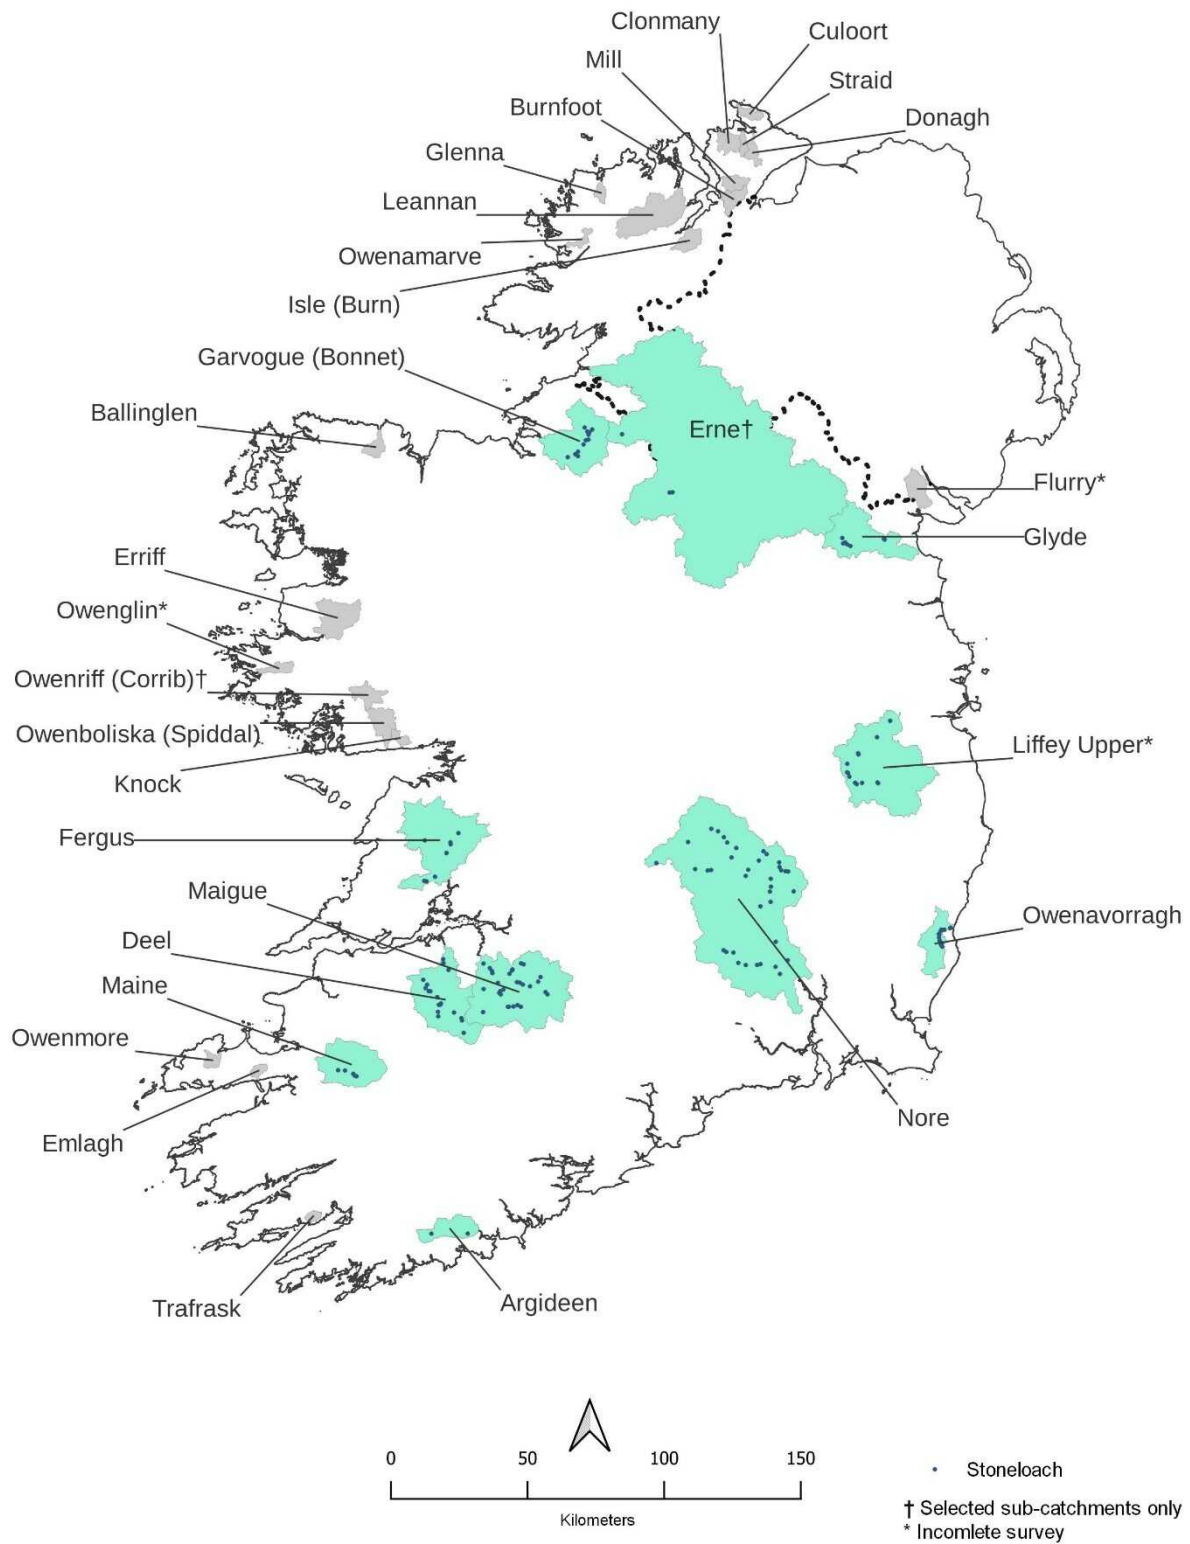 Clonmany
Culoort
Mill
Straid
Burnfoot
Donagh
Glenna
Leannan
Owenamarve
Isle (Burn)
Garvogue (Bonnet)
Ballinglen
Erne†
Flurry*
Glyde
Erriff
Owenglin*
Owenriff (Corrib)†
Owenboliska (Spiddal)
Knock
Liffey Upper*
Fergus
Maigue
Owenavorragh
Deel
Maine
Owenmore
Nore
Emlagh
Trafrask
Argideen
0 50 100 150
Kilometers
Stoneloach
† Selected sub-catchments only
* Incomlete survey